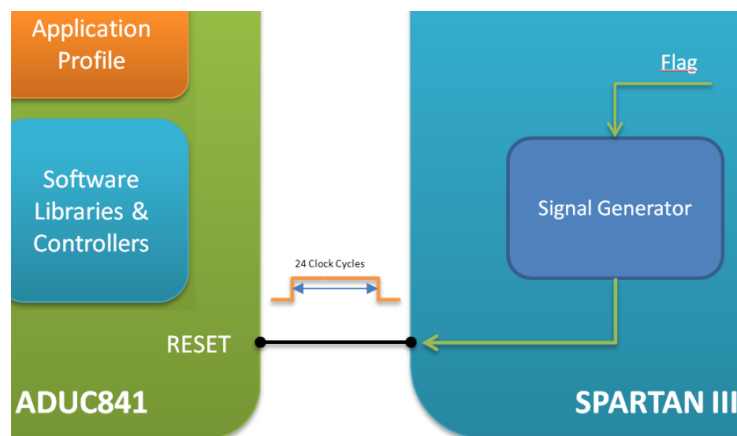 Application
Profile
Flag
Software
Libraries &
Controllers
Signal Generator
24 Clock Cycles
RESET
ADUC841
SPARTAN III